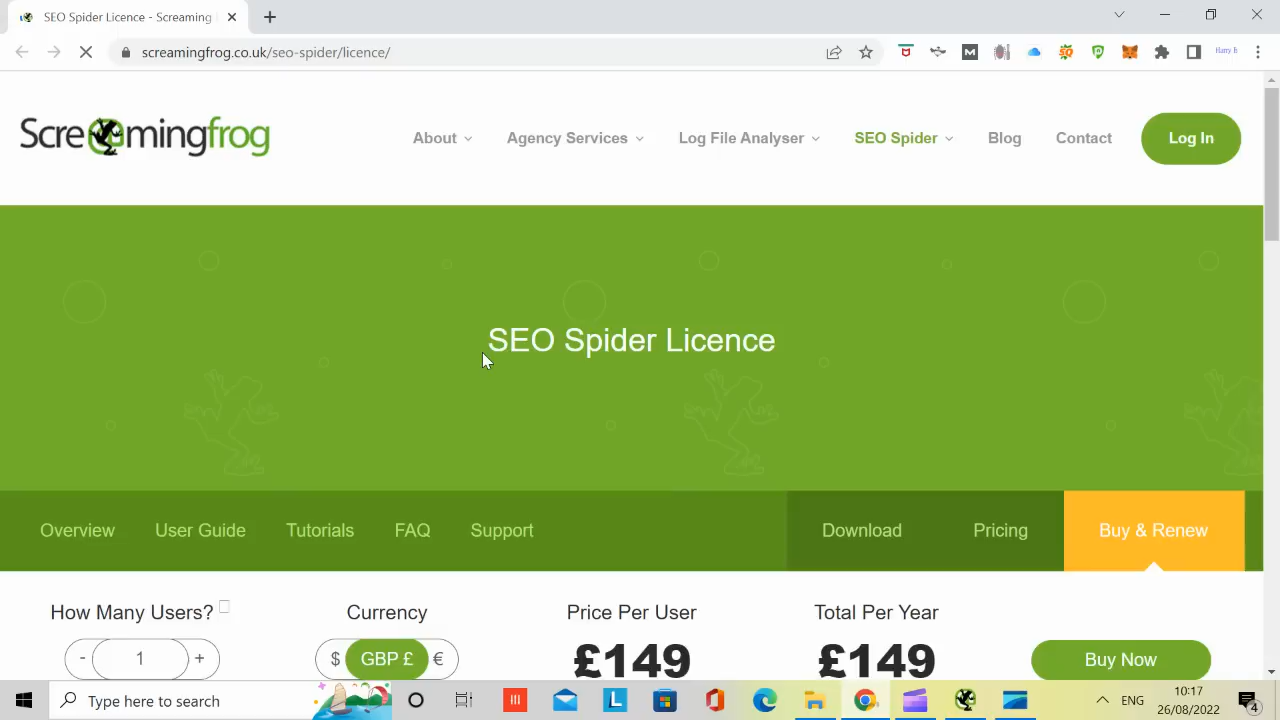 SEO Spider Licence - Screaming
screamingfrog.co.uk/seo-spider/licence/
Screamingfrog
About
Agency Services
Log File Analyser
SEO Spider
Blog
Contact
Log In
SEO Spider Licence
Overview
User Guide
Tutorials
FAQ
Support
Download
Pricing
Buy & Renew
How Many Users?
Currency
Price Per User
Total Per Year
- 1 +
$ GBP £ €
£149
£149
Buy Now
Type here to search
ENG
10:17
26/08/2022
4